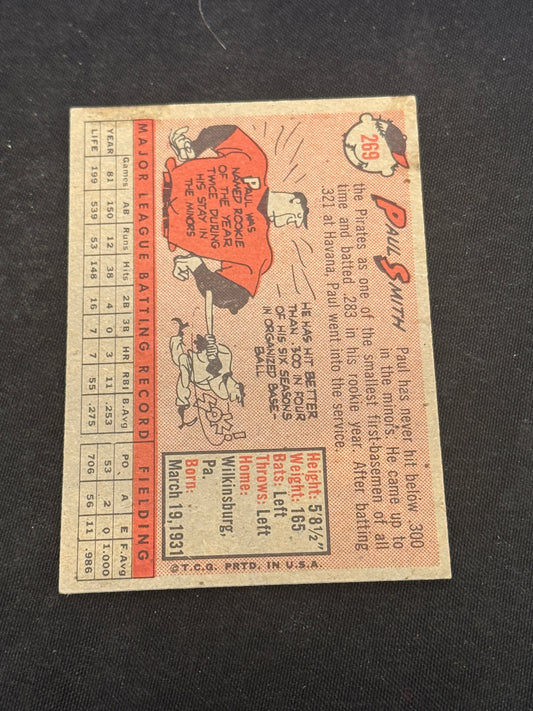 269
PAUL SMITH
Paul has never hit below .300
in the minors. He came up to
the Pirates as one of the smallest first-basemen of all
time and batted .283 in his rookie year. After batting
.321 at Havana, Paul went into the service.
PAUL WAS
NAMED ROOKIE
OF THE YEAR
TWICE DURING
HIS STAY IN
THE MINORS
P
HE HAS HIT BETTER
THAN .300 IN FOUR
OF HIS SIX SEASONS
IN ORGANIZED BASE-
BALL
POK!
Height: 5'8½"
Weight: 165
Bats: Left
Throws: Left
Home:
Wilkinsburg,
Pa.
Born:
March 19, 1931
©T.C.G. PRTD. IN U.S.A.
MAJOR LEAGUE BATTING RECORD FIELDING
Games AB Runs Hits 2B 3B HR RBI B.Avg PO. A E F.Avg
YEAR 81 150 12 38 4 0 3 11 .253 53 2 0 1.000
LIFE 199 539 53 148 16 7 7 55 .275 706 56 11 .986